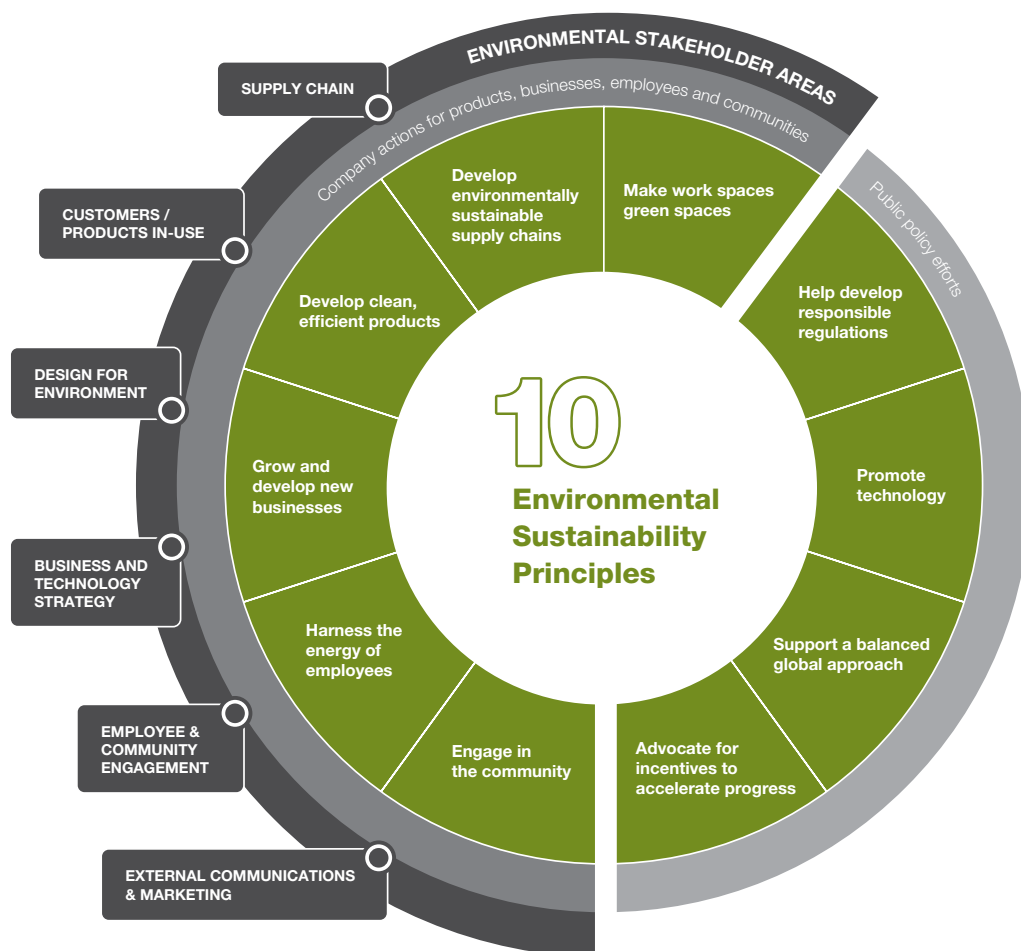 ENVIRONMENTAL STAKEHOLDER AREAS
Company actions for products, businesses, employees and communities
Public policy efforts
SUPPLY CHAIN
CUSTOMERS /
PRODUCTS IN-USE
DESIGN FOR
ENVIRONMENT
BUSINESS AND
TECHNOLOGY
STRATEGY
EMPLOYEE &
COMMUNITY
ENGAGEMENT
EXTERNAL COMMUNICATIONS
& MARKETING
Make work spaces
green spaces
Help develop
responsible
regulations
Promote
technology
Support a balanced
global approach
Advocate for
incentives to
accelerate progress
Engage in
the community
Harness the
energy of
employees
Grow and
develop new
businesses
Develop clean,
efficient products
Develop
environmentally
sustainable
supply chains
10
Environmental
Sustainability
Principles